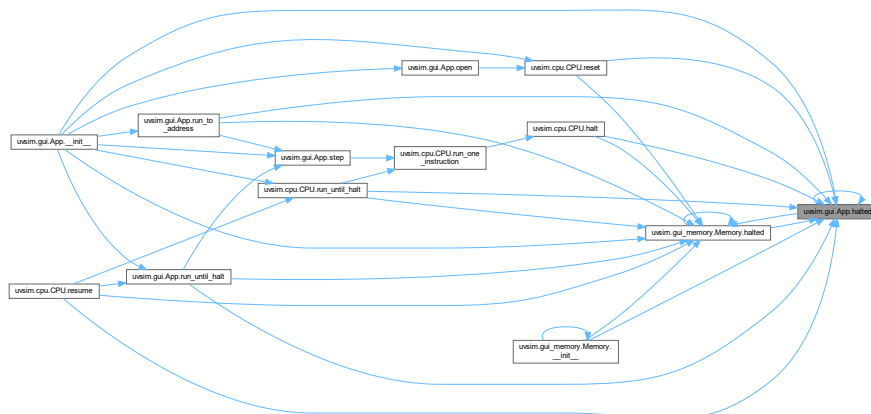 uvsim.gui.App.open
uvsim.cpu.CPU.reset
uvsim.gui.App.run_to
_address
uvsim.gui.App.__init__
uvsim.cpu.CPU.halt
uvsim.gui.App.step
uvsim.cpu.CPU.run_one
_instruction
uvsim.cpu.CPU.run_until_halt
uvsim.gui.App.halted
uvsim.gui_memory.Memory.halted
uvsim.gui.App.run_until_halt
uvsim.cpu.CPU.resume
uvsim.gui_memory.Memory.
__init__